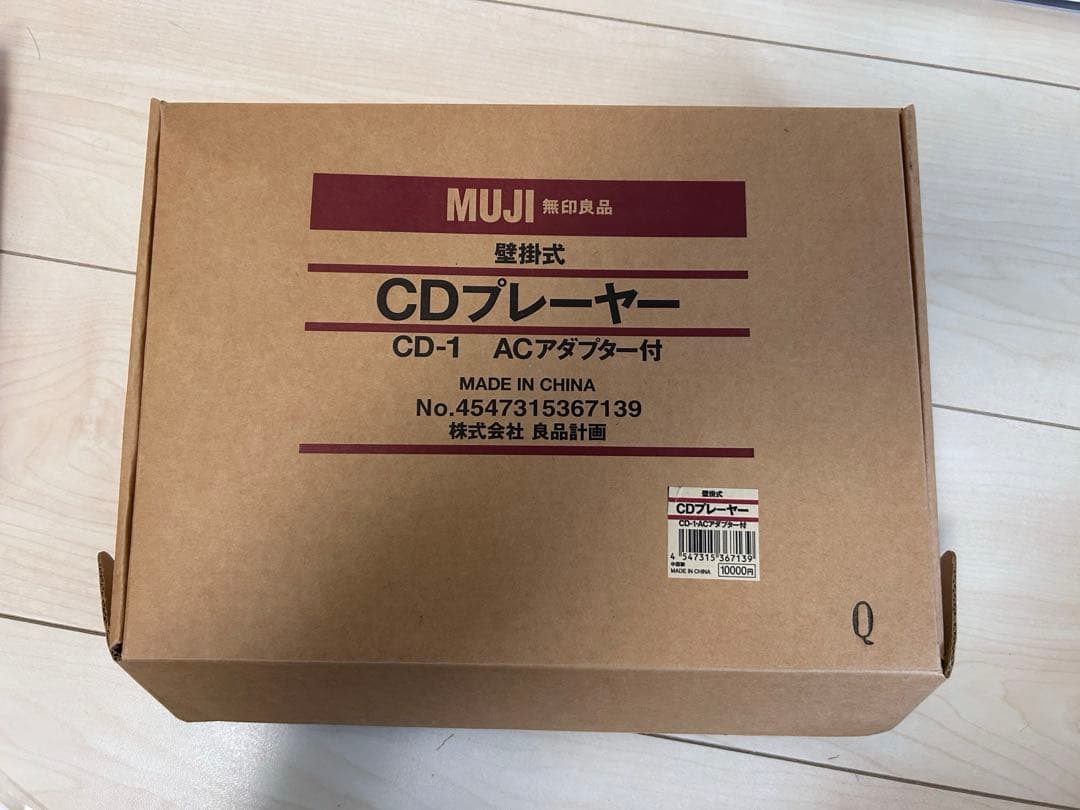 MUJI 無印良品
壁掛式
CDプレーヤー
CD-1 ACアダプター付
MADE IN CHINA
No.4547315367139
株式会社 良品計画
壁掛式
CDプレーヤー
CD-1・ACアダプター付
4 547315 367139
中国製
MADE IN CHINA 10000円
Q